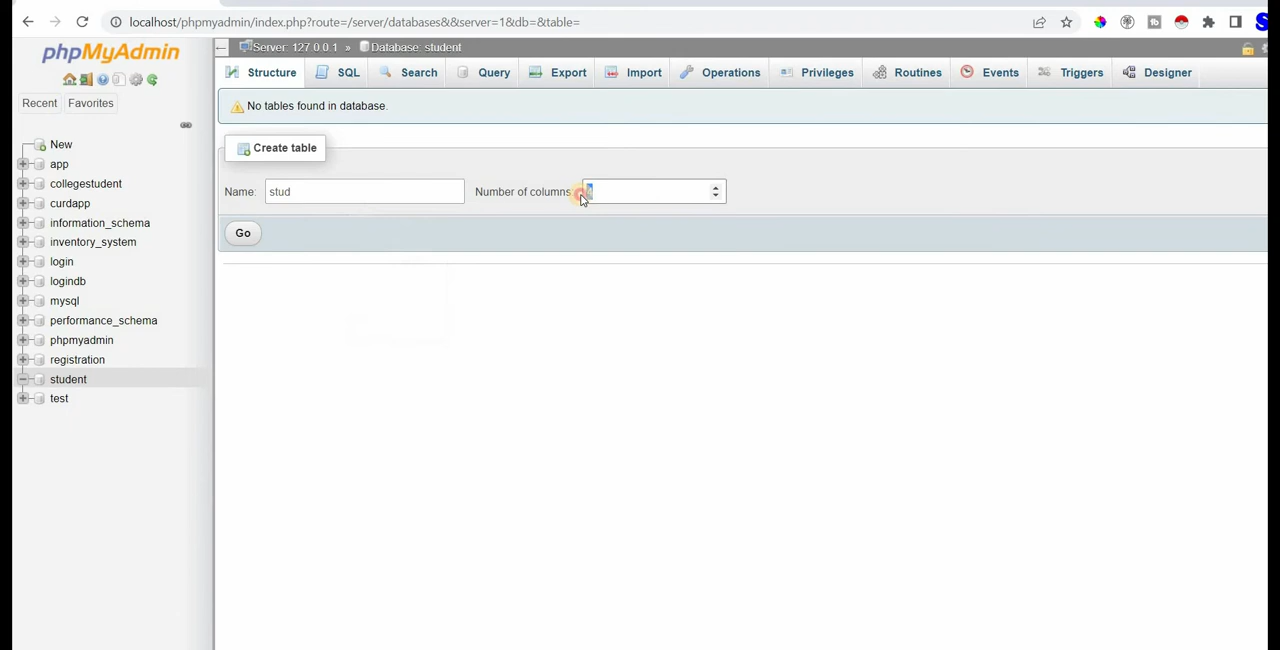 localhost/phpmyadmin/index.php?route=/server/databases&&server=1&db=&table=
phpMyAdmin
Recent Favorites
New
app
collegestudent
curdapp
information_schema
inventory_system
login
logindb
mysql
performance_schema
phpmyadmin
registration
student
test
Server: 127.0.0.1 » Database: student
Structure SQL Search Query Export Import Operations Privileges Routines Events Triggers Designer
No tables found in database.
Create table
Name: stud Number of columns:
Go